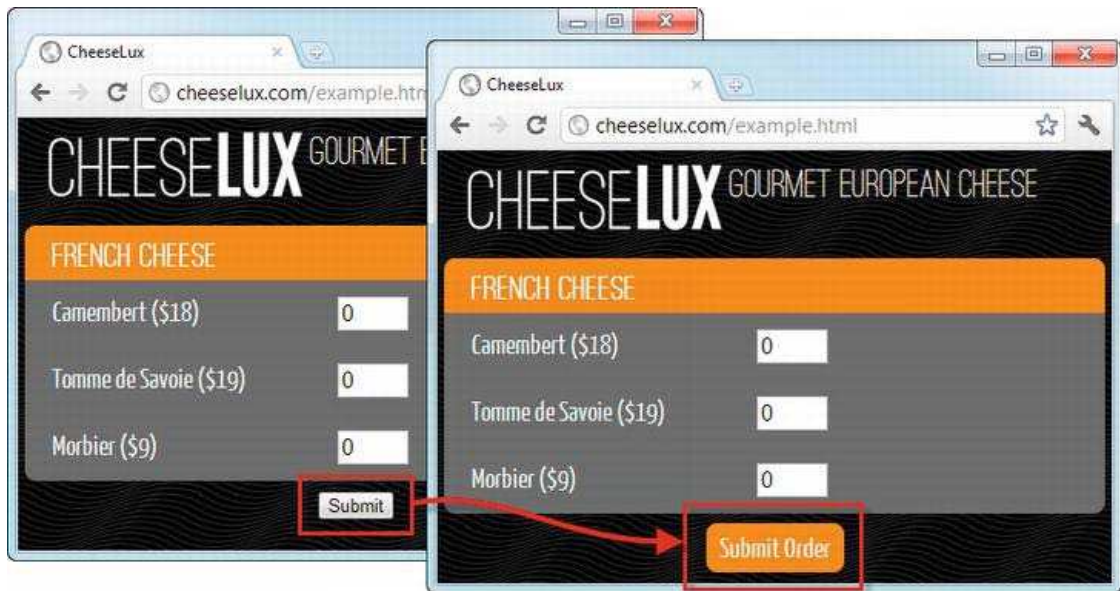 CheeseLux
cheeselux.com/example.htm
CHEESELUX GOURMET E
FRENCH CHEESE
Camembert ($18) 0
Tomme de Savoie ($19) 0
Morbier ($9) 0
Submit
CheeseLux
cheeselux.com/example.html
CHEESELUX GOURMET EUROPEAN CHEESE
FRENCH CHEESE
Camembert ($18) 0
Tomme de Savoie ($19) 0
Morbier ($9) 0
Submit Order